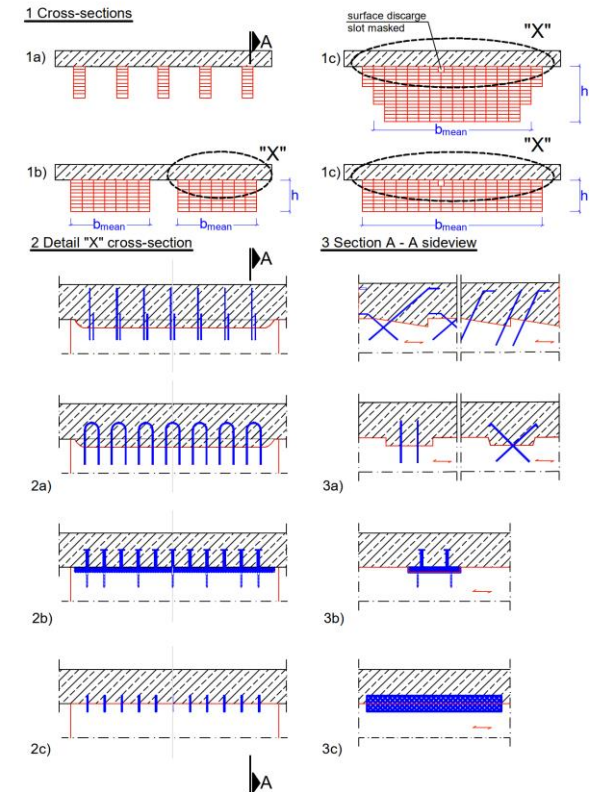 1 Cross-sections
A
surface discarge
slot masked
"X"
1a)
1c)
h
b mean
"X"
"X"
1b)
1c)
h
h
b mean
b mean
b mean
2 Detail "X" cross-section
A
3 Section A - A sideview
2a)
3a)
2b)
3b)
2c)
3c)
A